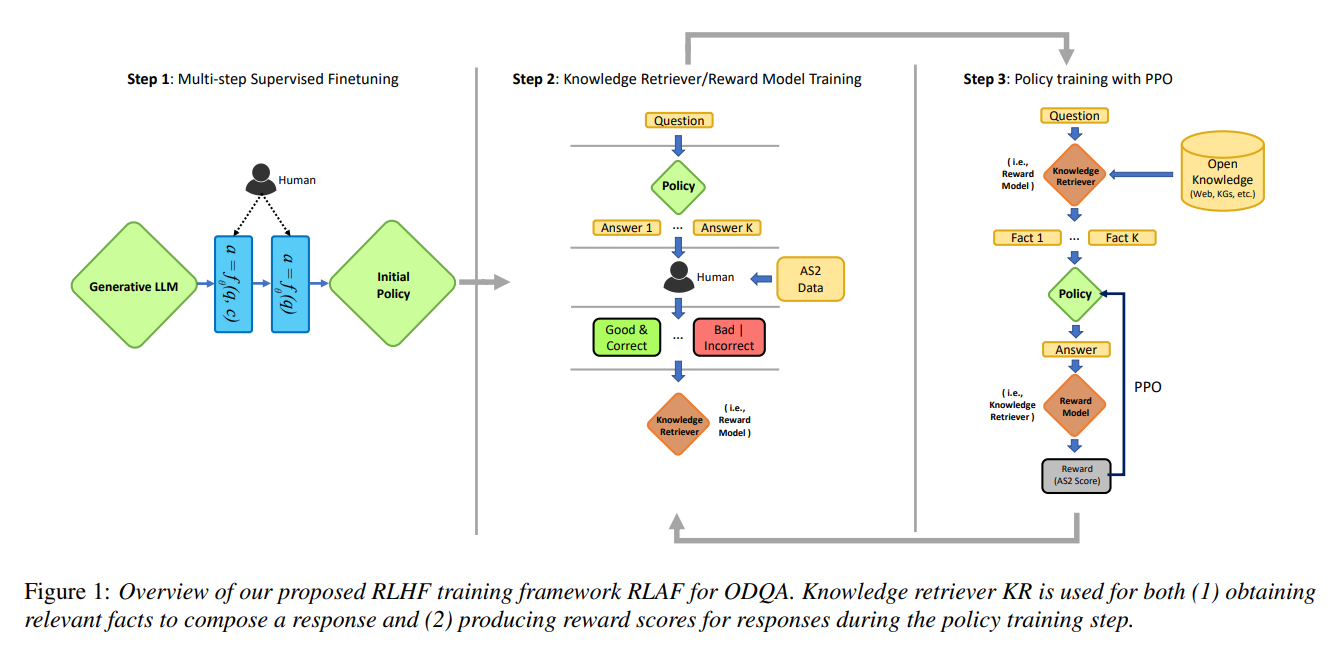 Step 1: Multi-step Supervised Finetuning
Human
Generative LLM
a = fθ(q, c)
a = fθ(q)
Initial
Policy
Step 2: Knowledge Retriever/Reward Model Training
Question
Policy
Answer 1 ... Answer K
Human
AS2
Data
Good &
Correct
...
Bad |
Incorrect
Knowledge
Retriever
( i.e.,
Reward
Model )
Step 3: Policy training with PPO
Question
( i.e.,
Reward
Model )
Knowledge
Retriever
Open
Knowledge
(Web, KGs, etc.)
Fact 1 ... Fact K
Policy
Answer
PPO
( i.e.,
Knowledge
Retriever )
Reward
Model
Reward
(AS2 Score)
Figure 1: Overview of our proposed RLHF training framework RLAF for ODQA. Knowledge retriever KR is used for both (1) obtaining
relevant facts to compose a response and (2) producing reward scores for responses during the policy training step.